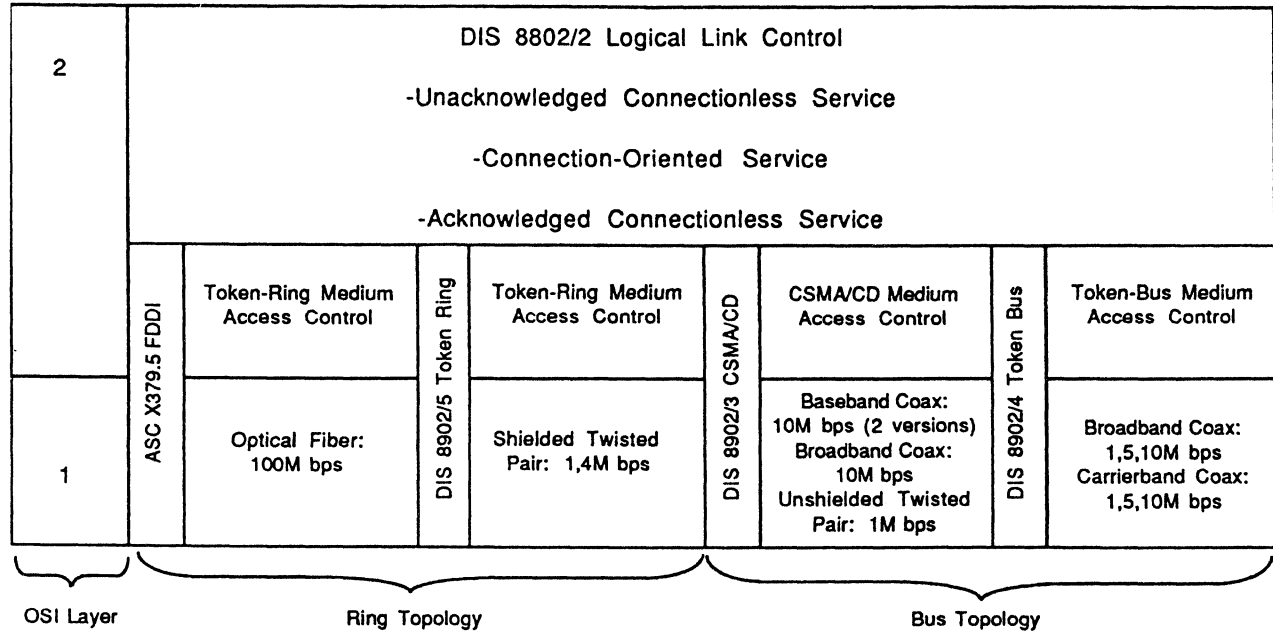 2
DIS 8802/2 Logical Link Control
-Unacknowledged Connectionless Service
-Connection-Oriented Service
-Acknowledged Connectionless Service
ASC X379.5 FDDI
Token-Ring Medium
Access Control
DIS 8902/5 Token Ring
Token-Ring Medium
Access Control
DIS 8902/3 CSMA/CD
CSMA/CD Medium
Access Control
DIS 8902/4 Token Bus
Token-Bus Medium
Access Control
1
Optical Fiber:
100M bps
Shielded Twisted
Pair: 1,4M bps
Baseband Coax:
10M bps (2 versions)
Broadband Coax:
10M bps
Unshielded Twisted
Pair: 1M bps
Broadband Coax:
1,5,10M bps
Carrierband Coax:
1,5,10M bps
OSI Layer
Ring Topology
Bus Topology